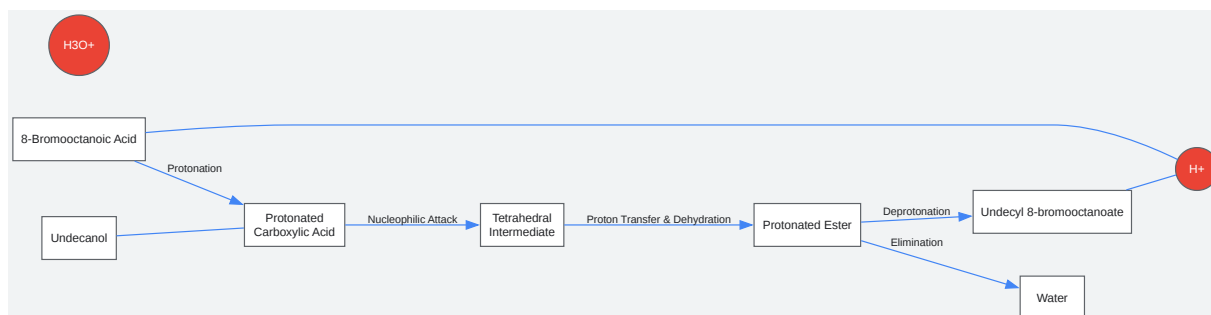 H3O+
8-Bromooctanoic Acid
Protonation
H+
Undecanol
Protonated
Carboxylic Acid
Nucleophilic Attack
Tetrahedral
Intermediate
Proton Transfer & Dehydration
Protonated Ester
Deprotonation
Undecyl 8-bromooctanoate
Elimination
Water